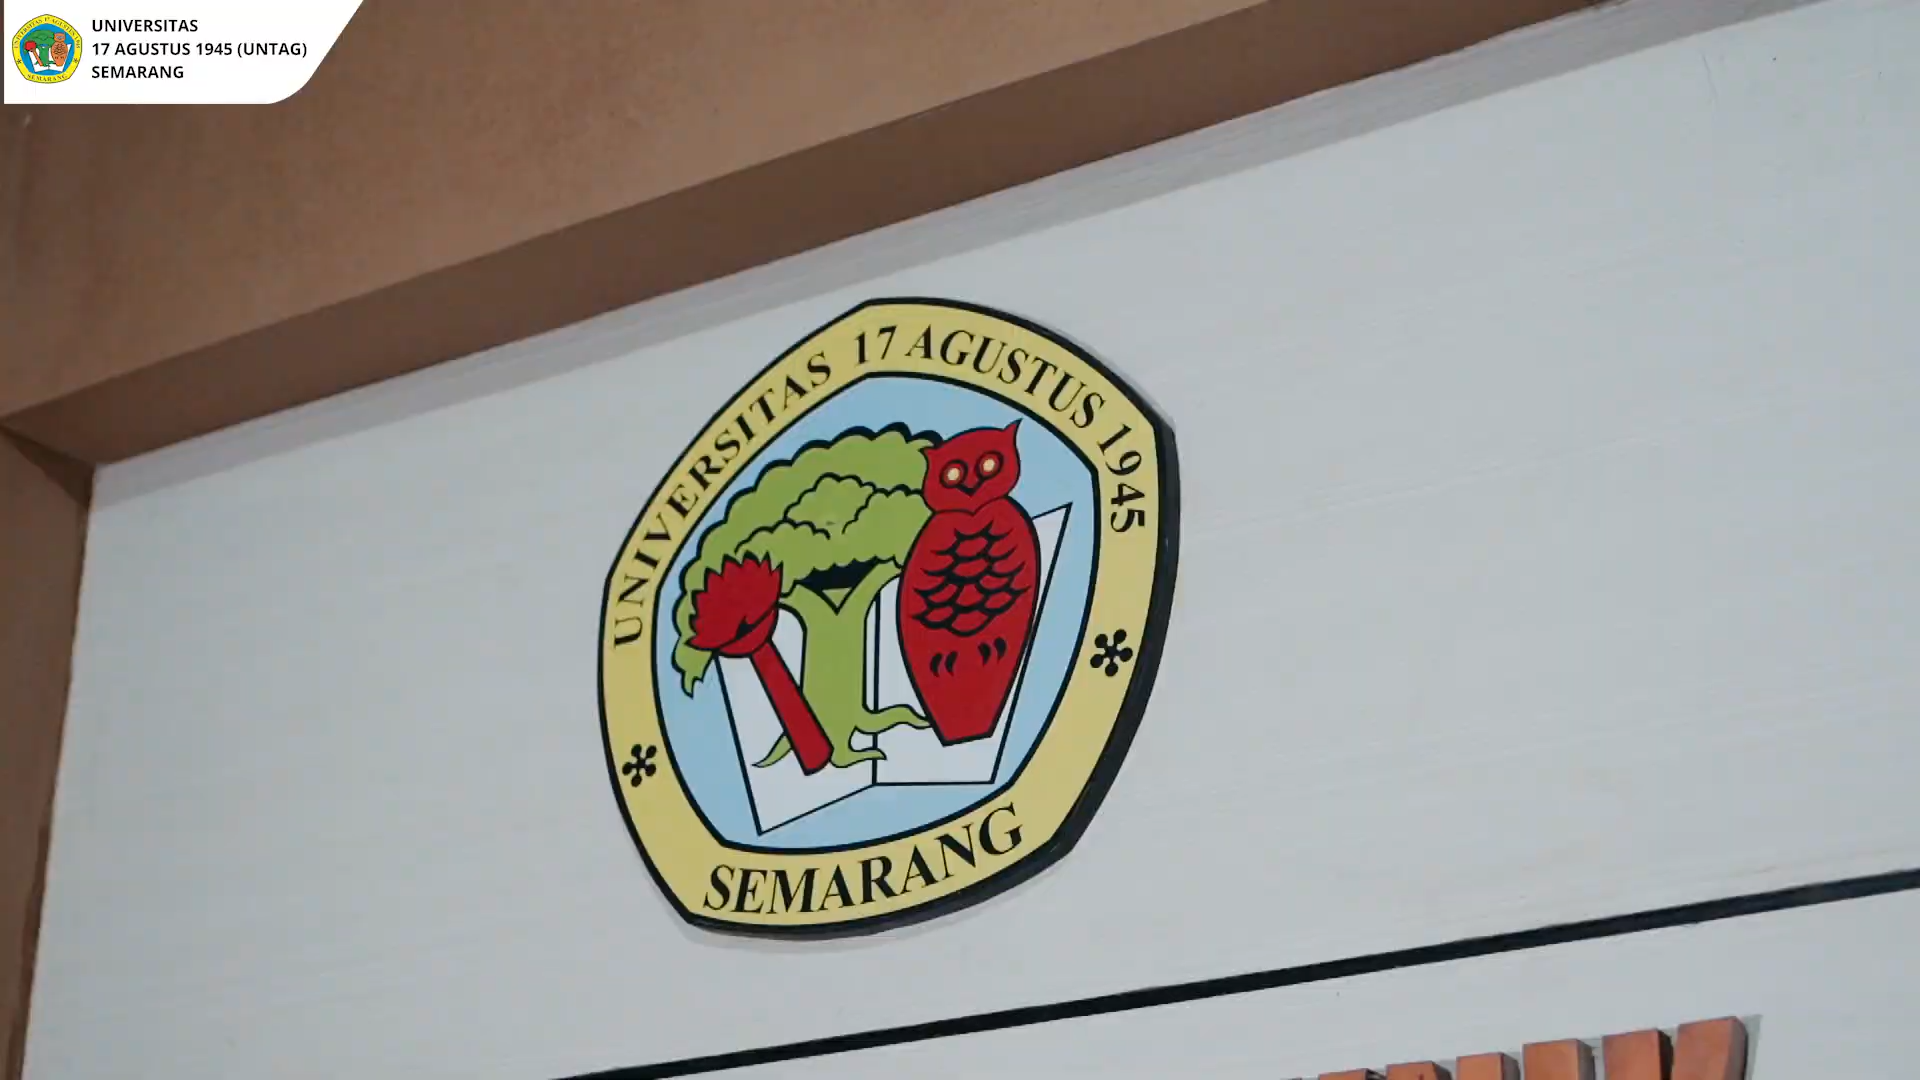 UNIVERSITAS
17 AGUSTUS 1945 (UNTAG)
SEMARANG
UNIVERSITAS 17 AGUSTUS 1945
SEMARANG